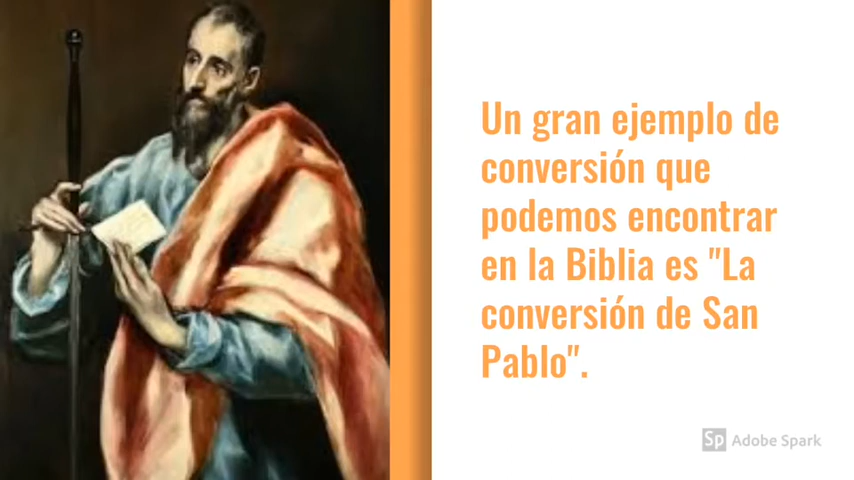 Un gran ejemplo de
conversión que
podemos encontrar
en la Biblia es "La
conversión de San
Pablo".
Sp Adobe Spark